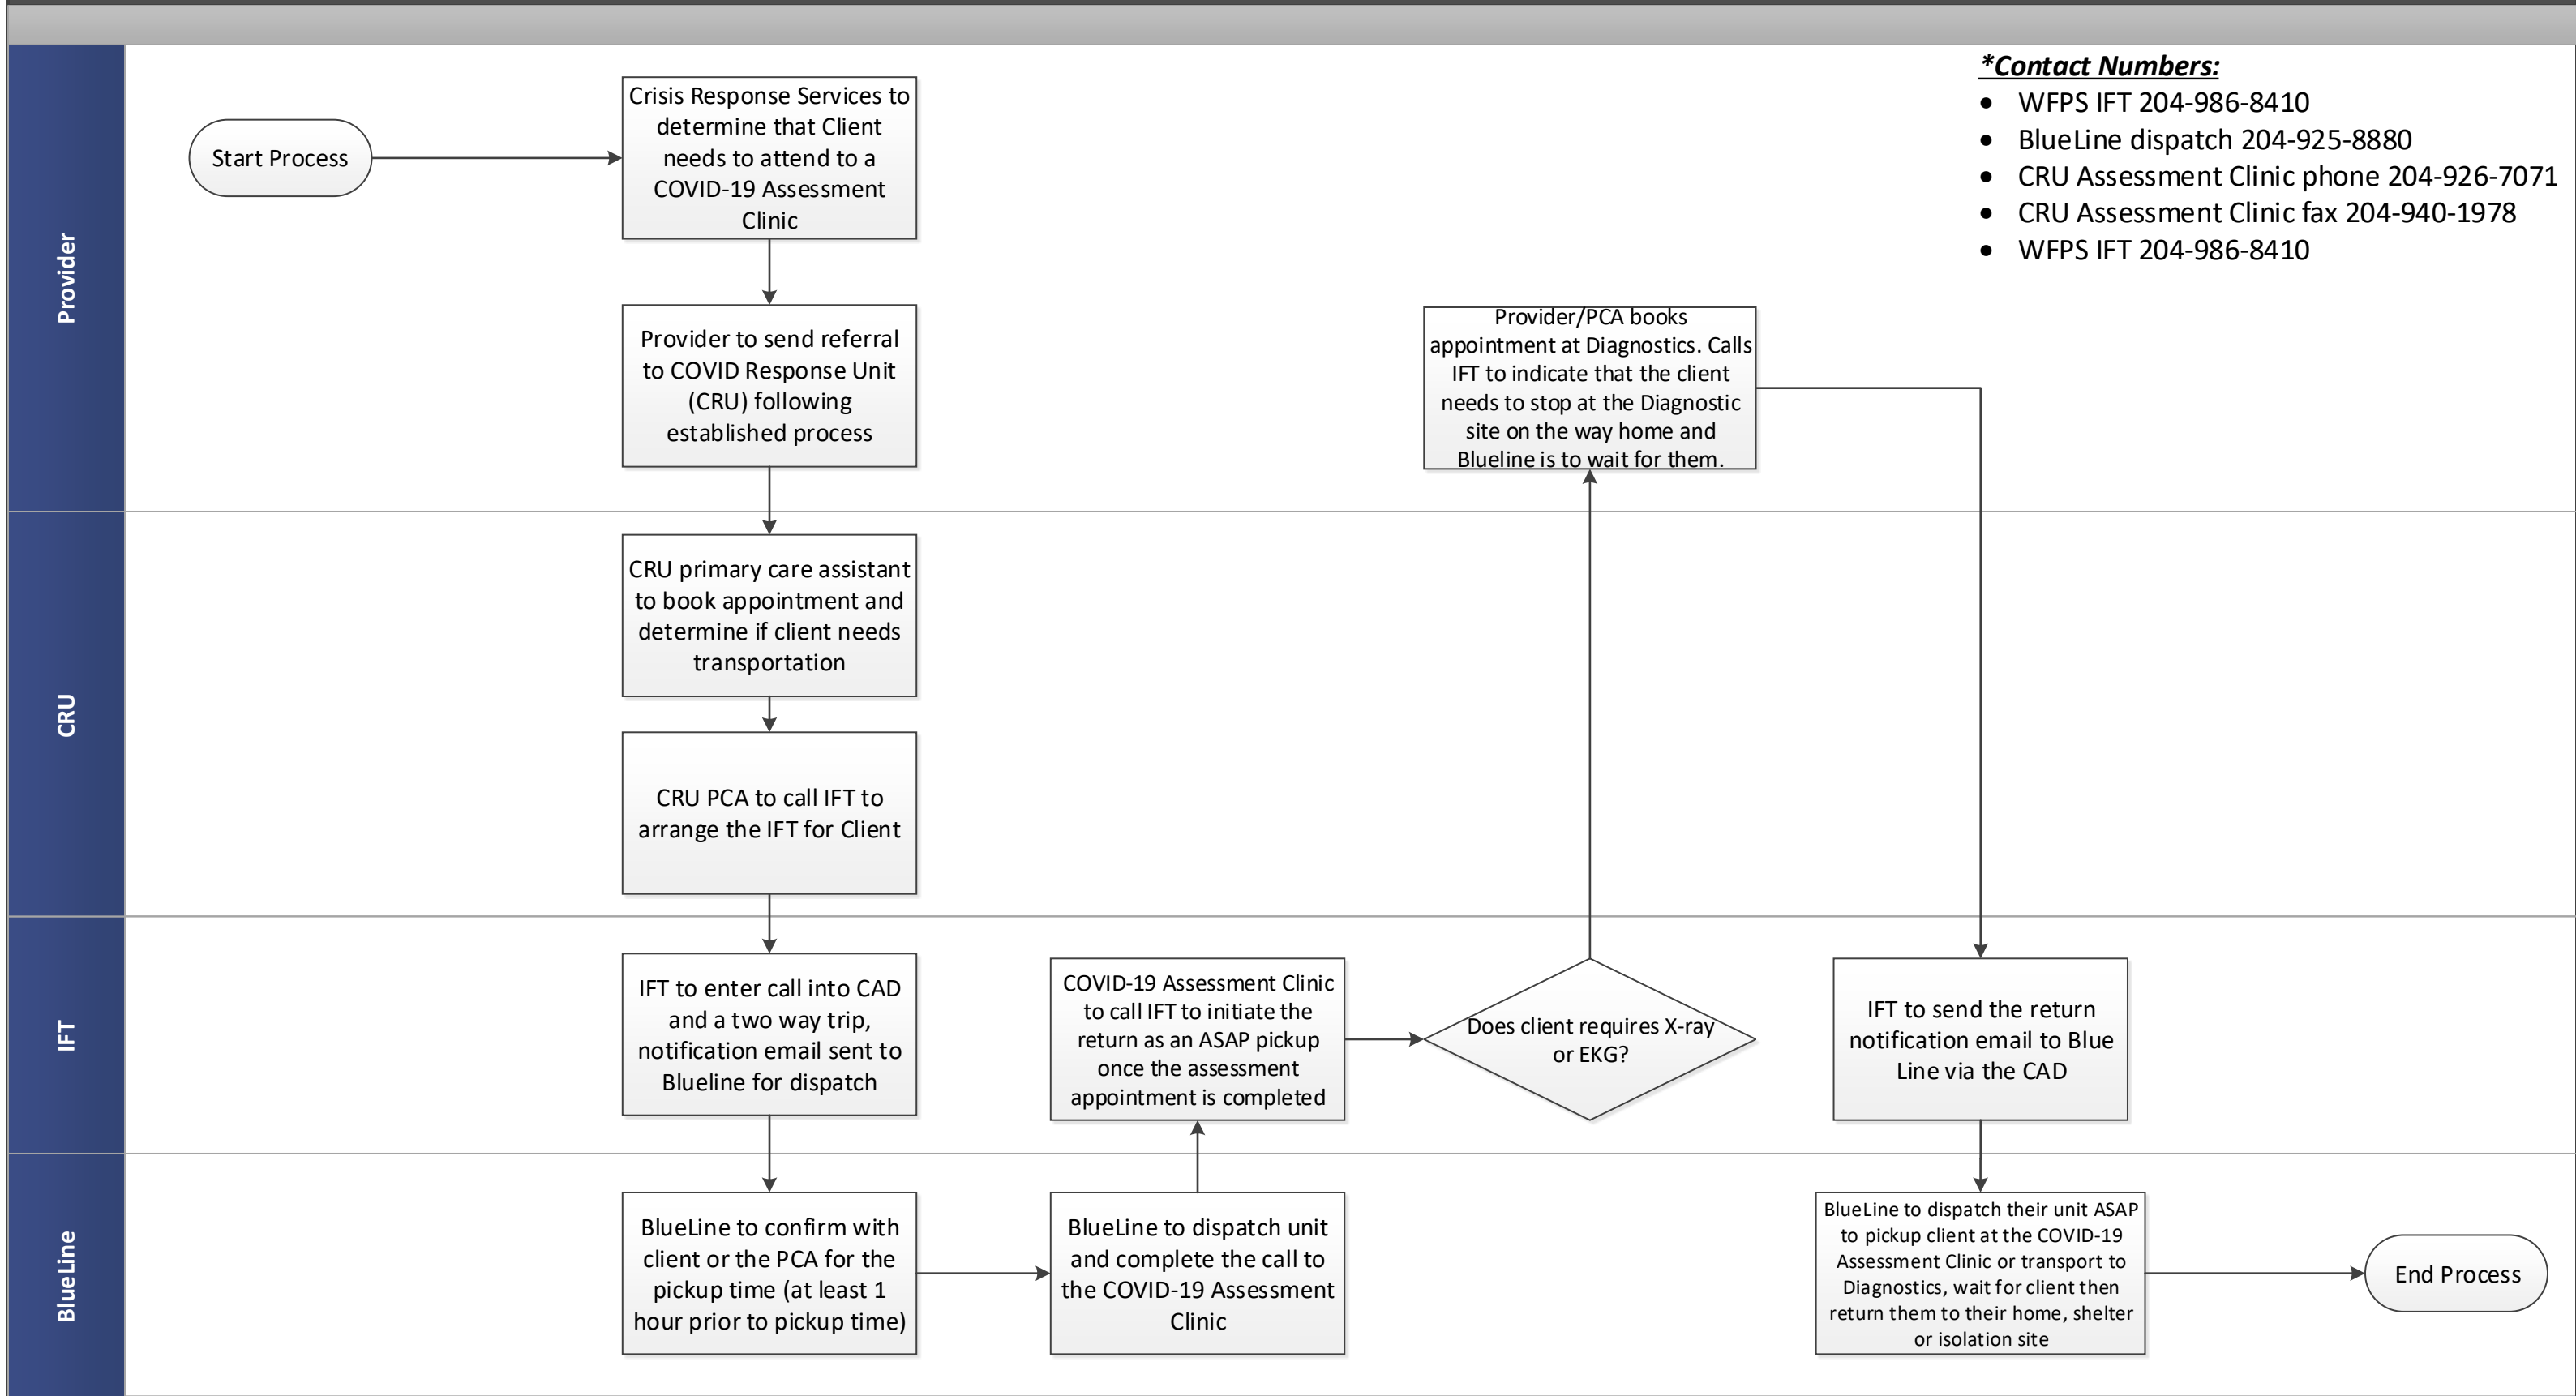 Provider
Start Process
Crisis Response Services to
determine that Client
needs to attend to a
COVID-19 Assessment
Clinic
*Contact Numbers:
• WFPS IFT 204-986-8410
• BlueLine dispatch 204-925-8880
• CRU Assessment Clinic phone 204-926-7071
• CRU Assessment Clinic fax 204-940-1978
• WFPS IFT 204-986-8410
Provider to send referral
to COVID Response Unit
(CRU) following
established process
Provider/PCA books
appointment at Diagnostics. Calls
IFT to indicate that the client
needs to stop at the Diagnostic
site on the way home and
Blueline is to wait for them.
CRU
CRU primary care assistant
to book appointment and
determine if client needs
transportation
CRU PCA to call IFT to
arrange the IFT for Client
IFT
IFT to enter call into CAD
and a two way trip,
notification email sent to
Blueline for dispatch
COVID-19 Assessment Clinic
to call IFT to initiate the
return as an ASAP pickup
once the assessment
appointment is completed
Does client requires X-ray
or EKG?
IFT to send the return
notification email to Blue
Line via the CAD
BlueLine
BlueLine to confirm with
client or the PCA for the
pickup time (at least 1
hour prior to pickup time)
BlueLine to dispatch unit
and complete the call to
the COVID-19 Assessment
Clinic
BlueLine to dispatch their unit ASAP
to pickup client at the COVID-19
Assessment Clinic or transport to
Diagnostics, wait for client then
return them to their home, shelter
or isolation site
End Process